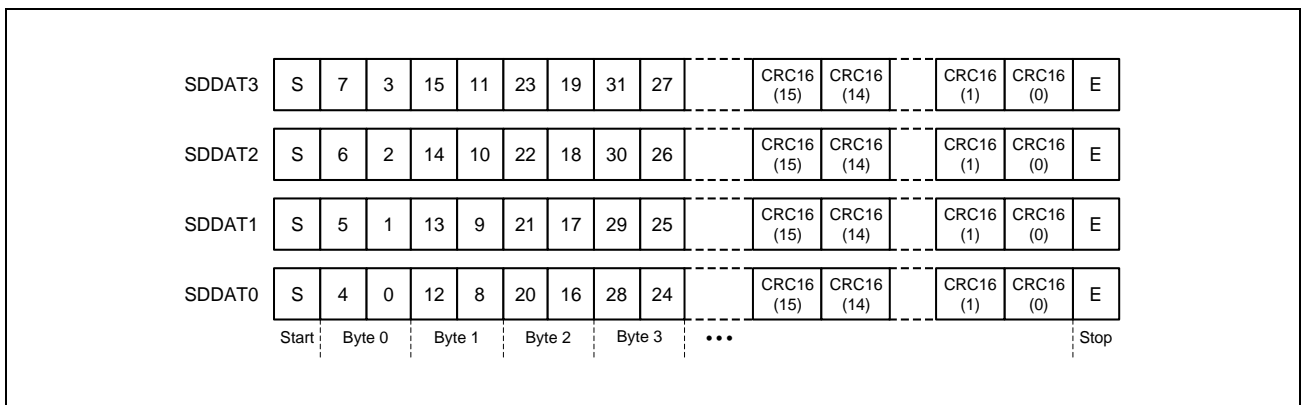 SDDAT3 S 7 3 15 11 23 19 31 27 CRC16 (15) CRC16 (14) CRC16 (1) CRC16 (0) E
SDDAT2 S 6 2 14 10 22 18 30 26 CRC16 (15) CRC16 (14) CRC16 (1) CRC16 (0) E
SDDAT1 S 5 1 13 9 21 17 29 25 CRC16 (15) CRC16 (14) CRC16 (1) CRC16 (0) E
SDDAT0 S 4 0 12 8 20 16 28 24 CRC16 (15) CRC16 (14) CRC16 (1) CRC16 (0) E
Start Byte 0 Byte 1 Byte 2 Byte 3 ••• Stop